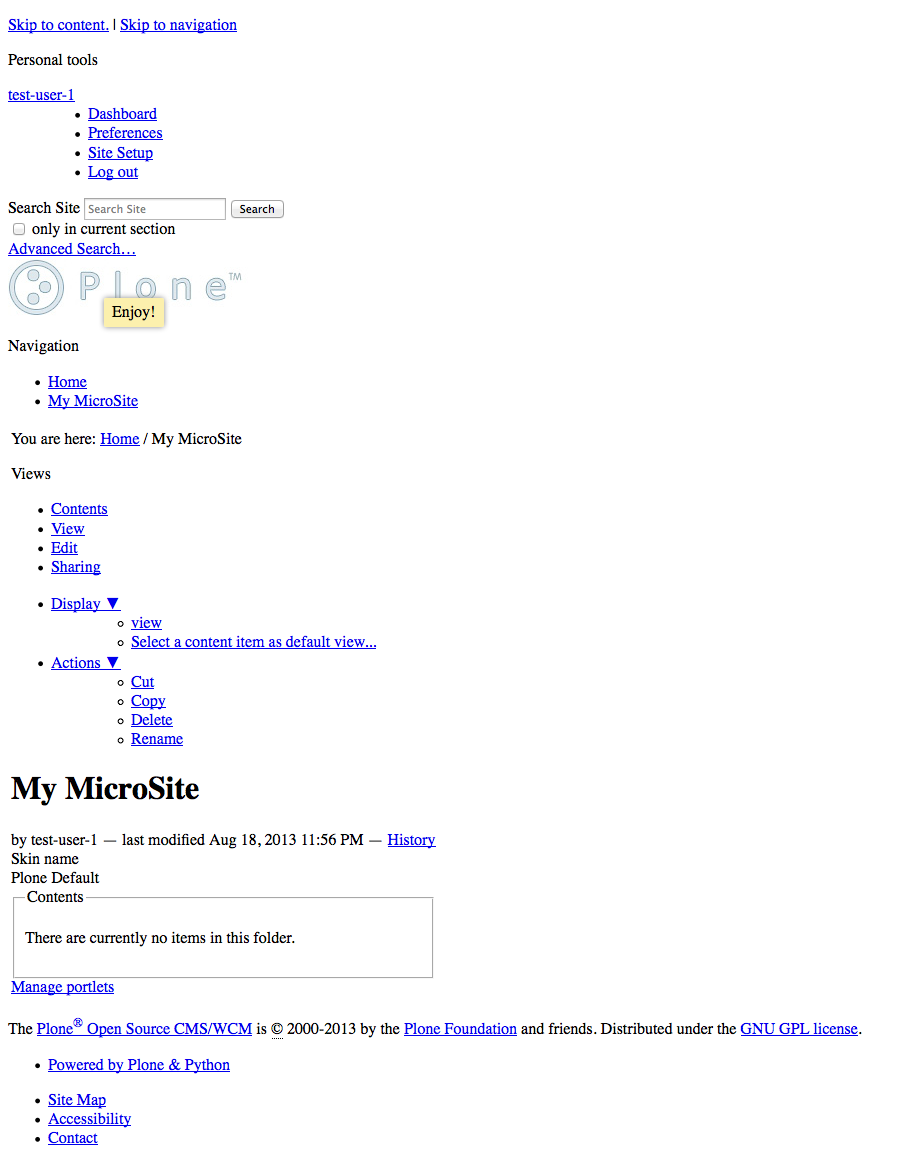 Skip to content. | Skip to navigation
Personal tools
test-user-1
Dashboard
Preferences
Site Setup
Log out
Search Site Search Site Search
only in current section
Advanced Search…
Plone™
Enjoy!
Navigation
Home
My MicroSite
You are here: Home / My MicroSite
Views
Contents
View
Edit
Sharing
Display ▼
view
Select a content item as default view...
Actions ▼
Cut
Copy
Delete
Rename
My MicroSite
by test-user-1 — last modified Aug 18, 2013 11:56 PM — History
Skin name
Plone Default
Contents
There are currently no items in this folder.
Manage portlets
The Plone® Open Source CMS/WCM is © 2000-2013 by the Plone Foundation and friends. Distributed under the GNU GPL license.
Powered by Plone & Python
Site Map
Accessibility
Contact